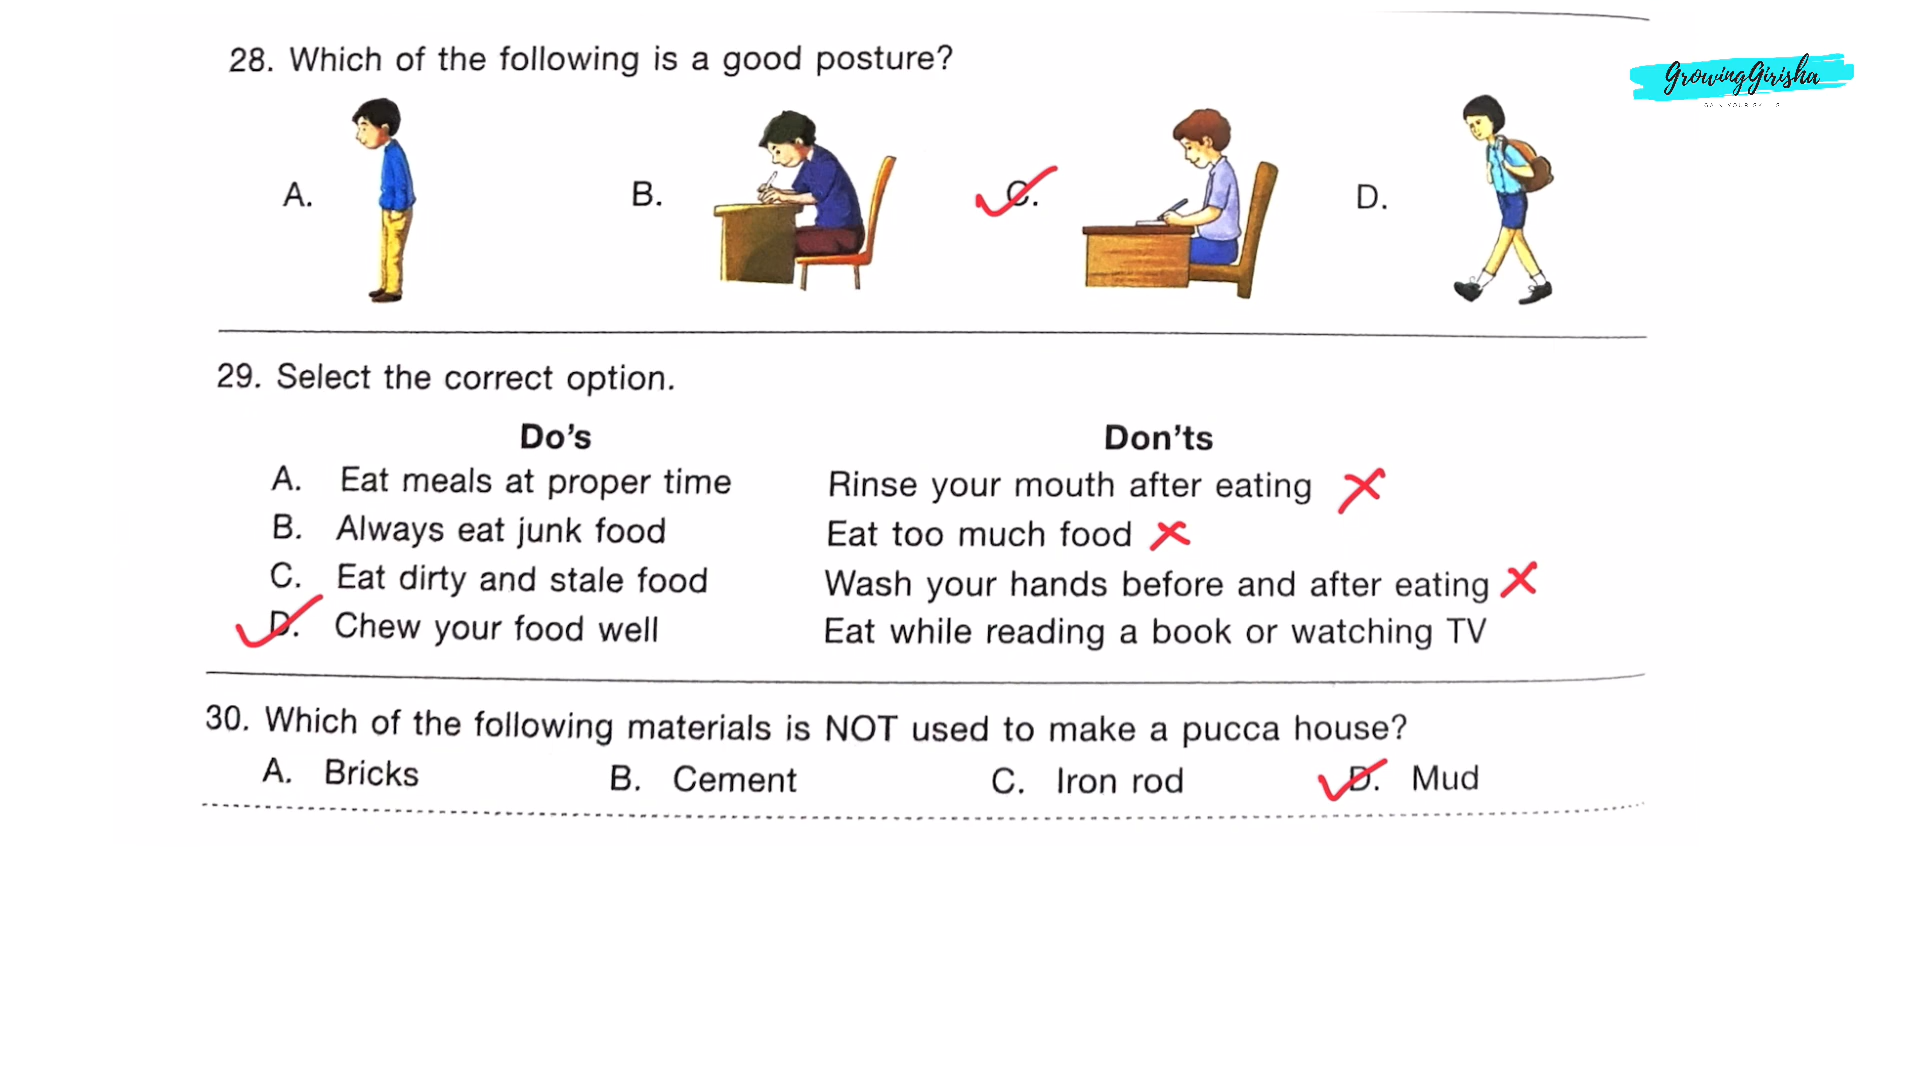 28. Which of the following is a good posture?
GrowingGirisha
GAIN YOUR SKILLS
A. B. C. D.
29. Select the correct option.
Do's Don'ts
A. Eat meals at proper time Rinse your mouth after eating
B. Always eat junk food Eat too much food
C. Eat dirty and stale food Wash your hands before and after eating
D. Chew your food well Eat while reading a book or watching TV
30. Which of the following materials is NOT used to make a pucca house?
A. Bricks B. Cement C. Iron rod D. Mud